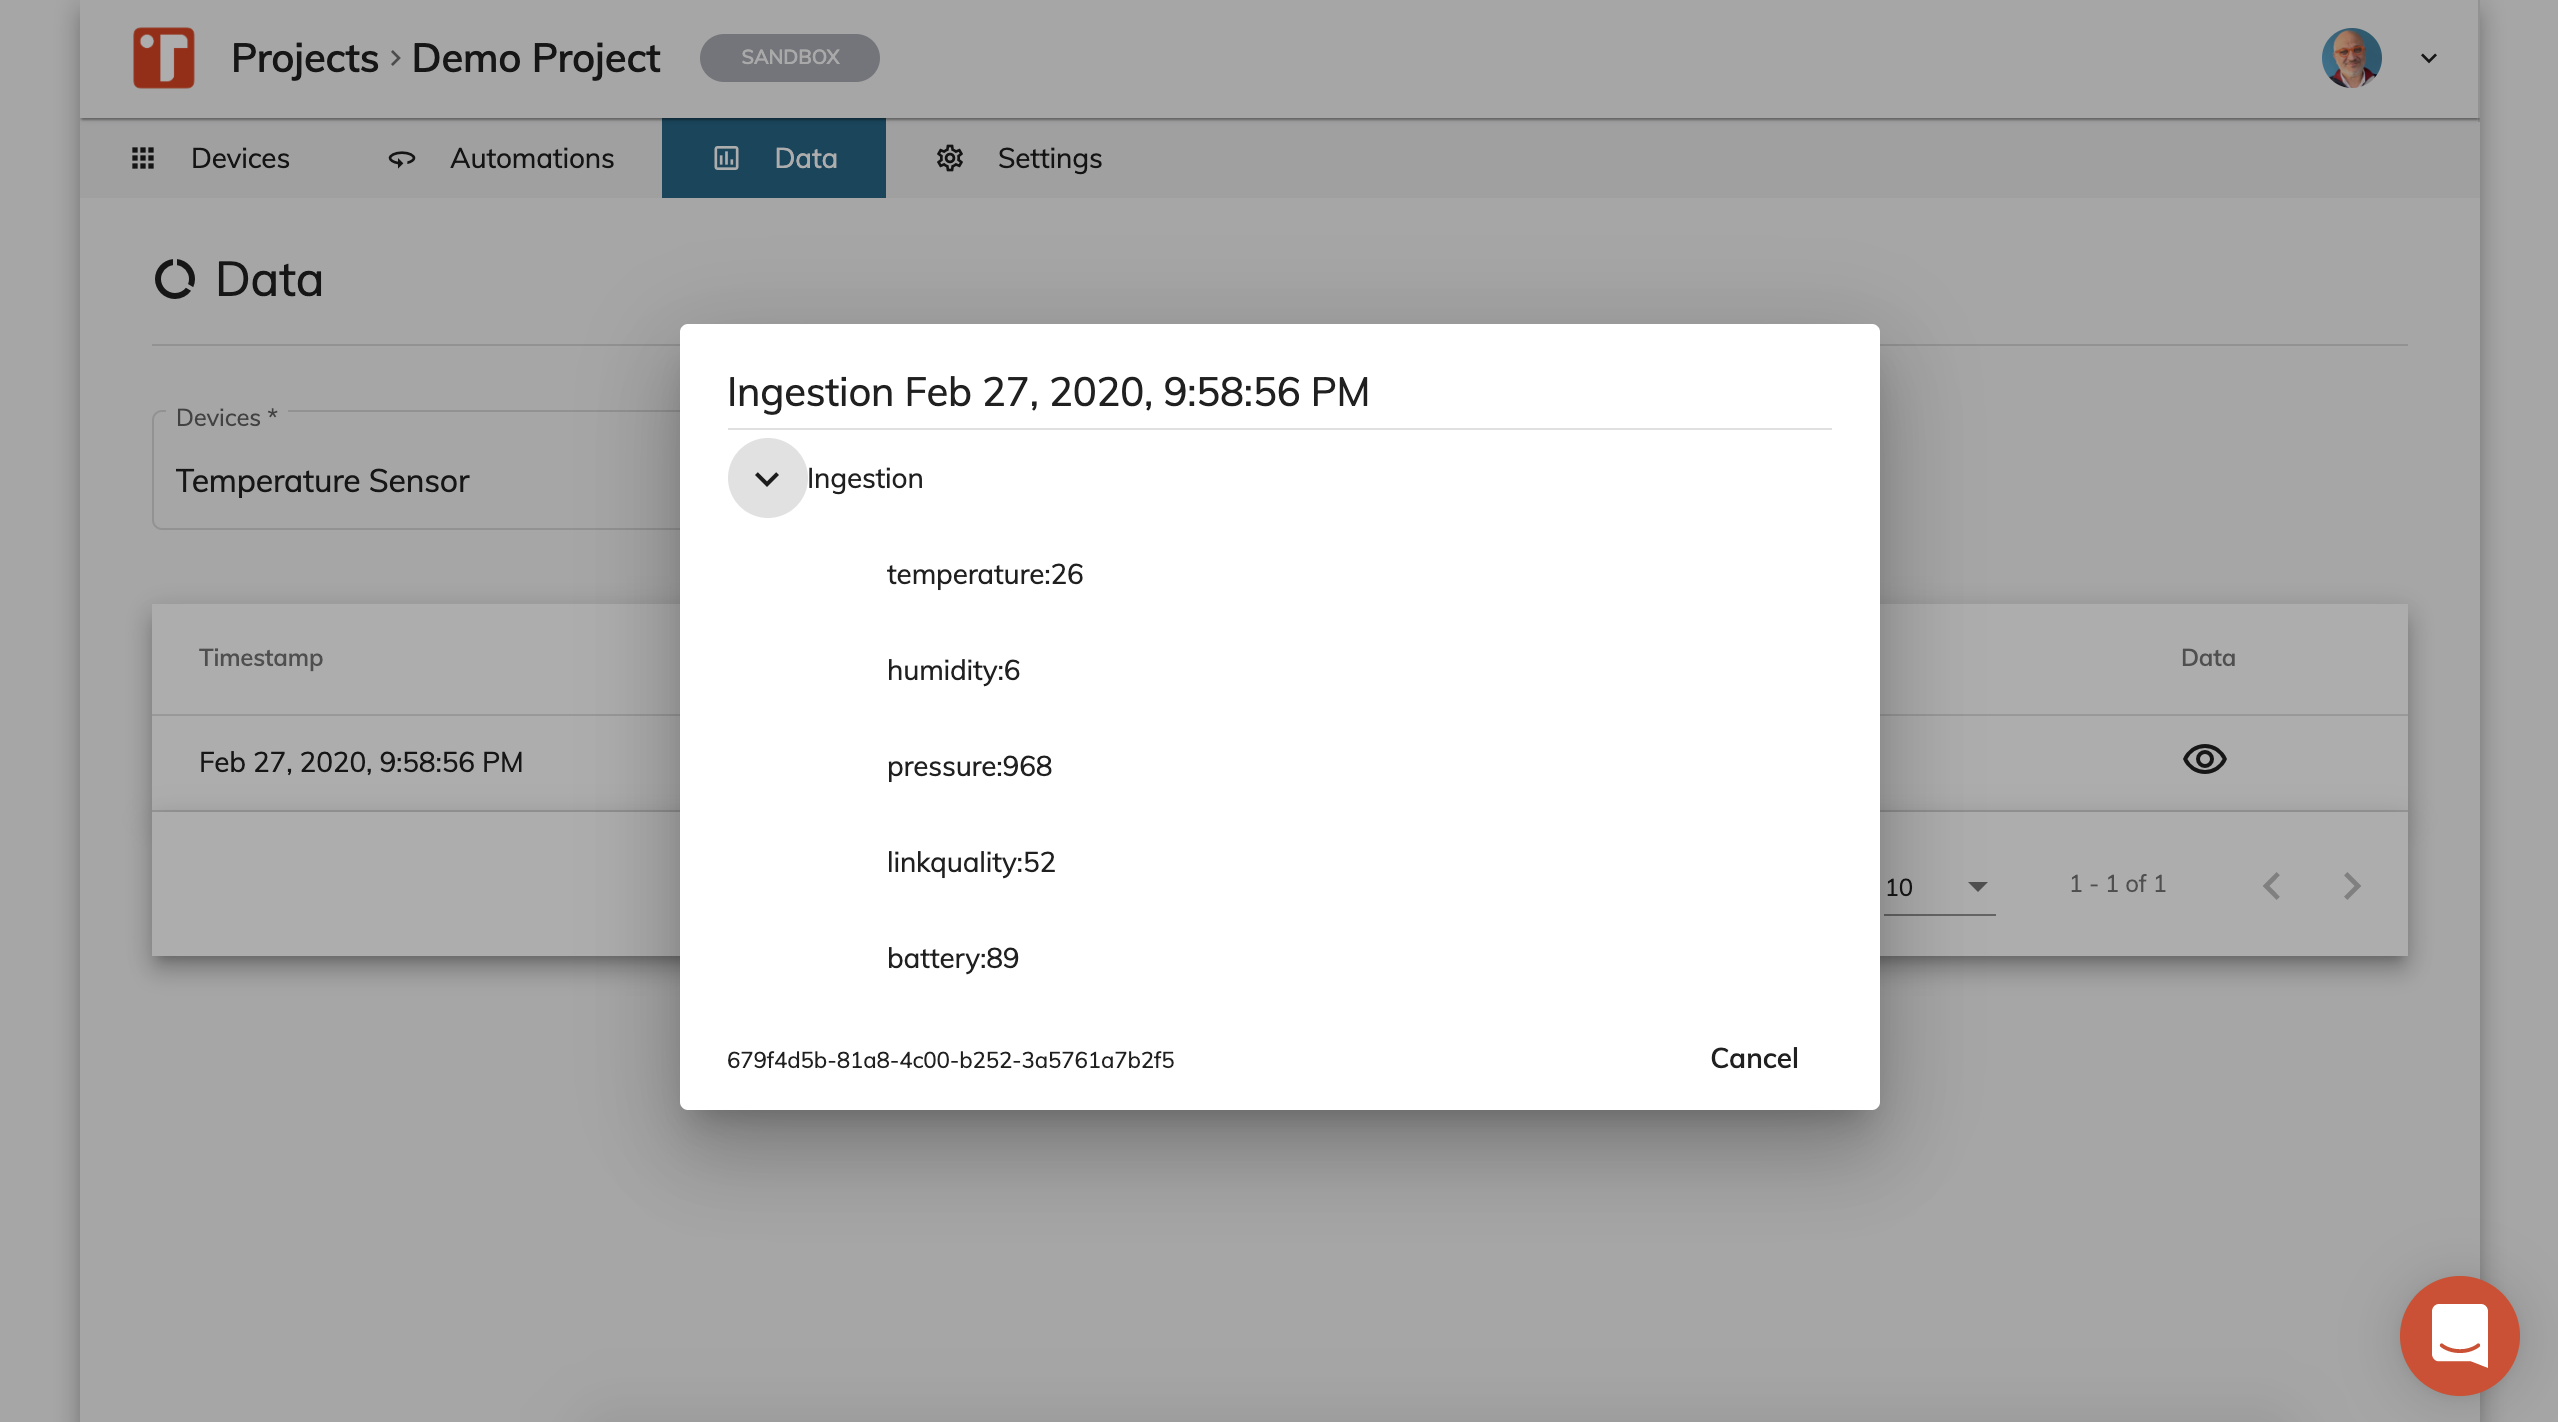 Projects › Demo Project SANDBOX
Devices Automations Data Settings
Data
Devices *
Temperature Sensor
Timestamp Data
Feb 27, 2020, 9:58:56 PM
10 1 - 1 of 1
Ingestion Feb 27, 2020, 9:58:56 PM
Ingestion
temperature:26
humidity:6
pressure:968
linkquality:52
battery:89
679f4d5b-81a8-4c00-b252-3a5761a7b2f5 Cancel